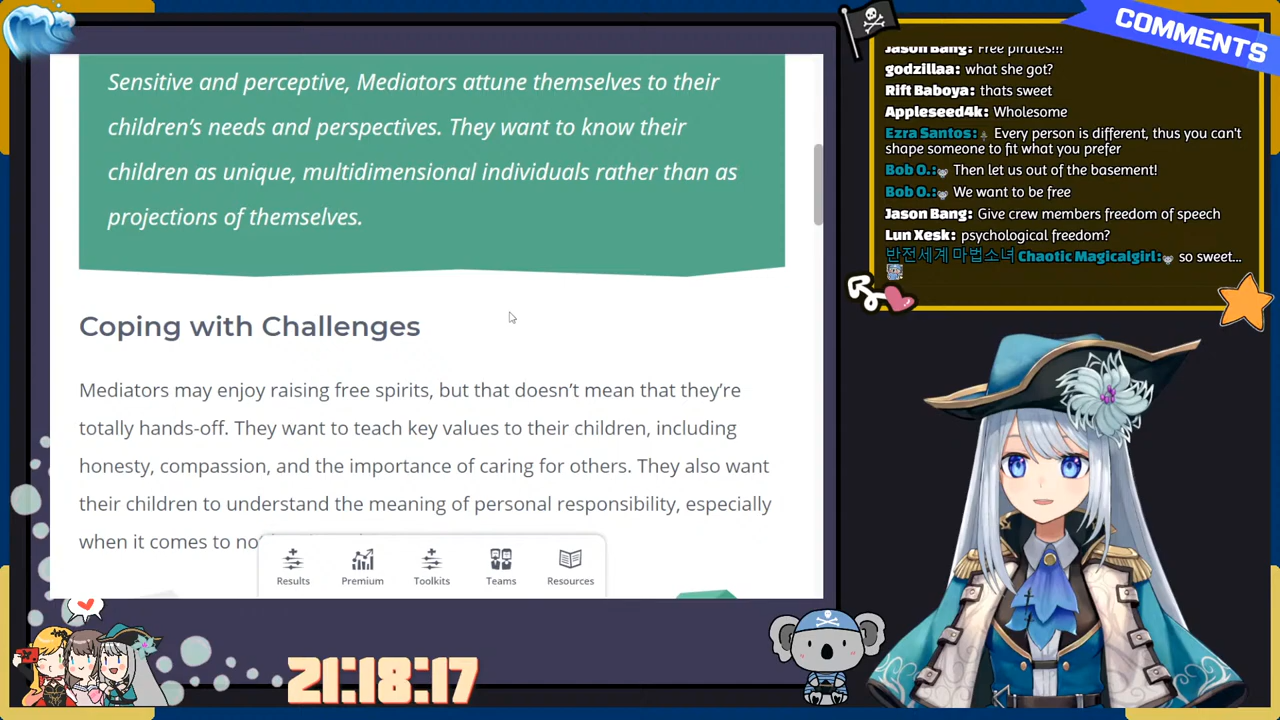 Sensitive and perceptive, Mediators attune themselves to their
children's needs and perspectives. They want to know their
children as unique, multidimensional individuals rather than as
projections of themselves.
Coping with Challenges
Mediators may enjoy raising free spirits, but that doesn't mean that they're
totally hands-off. They want to teach key values to their children, including
honesty, compassion, and the importance of caring for others. They also want
their children to understand the meaning of personal responsibility, especially
when it comes to
Results
Premium
Toolkits
Teams
Resources
21:18:17
COMMENTS
Jason Bang: Free pirates!!!
godzillaa: what she got?
Rift Baboya: thats sweet
Appleseed4k: Wholesome
Ezra Santos: Every person is different, thus you can't
shape someone to fit what you prefer
Bob O.: Then let us out of the basement!
Bob O.: We want to be free
Jason Bang: Give crew members freedom of speech
Lun Xesk: psychological freedom?
반전세계 마법소녀 Chaotic Magicalgirl: so sweet...